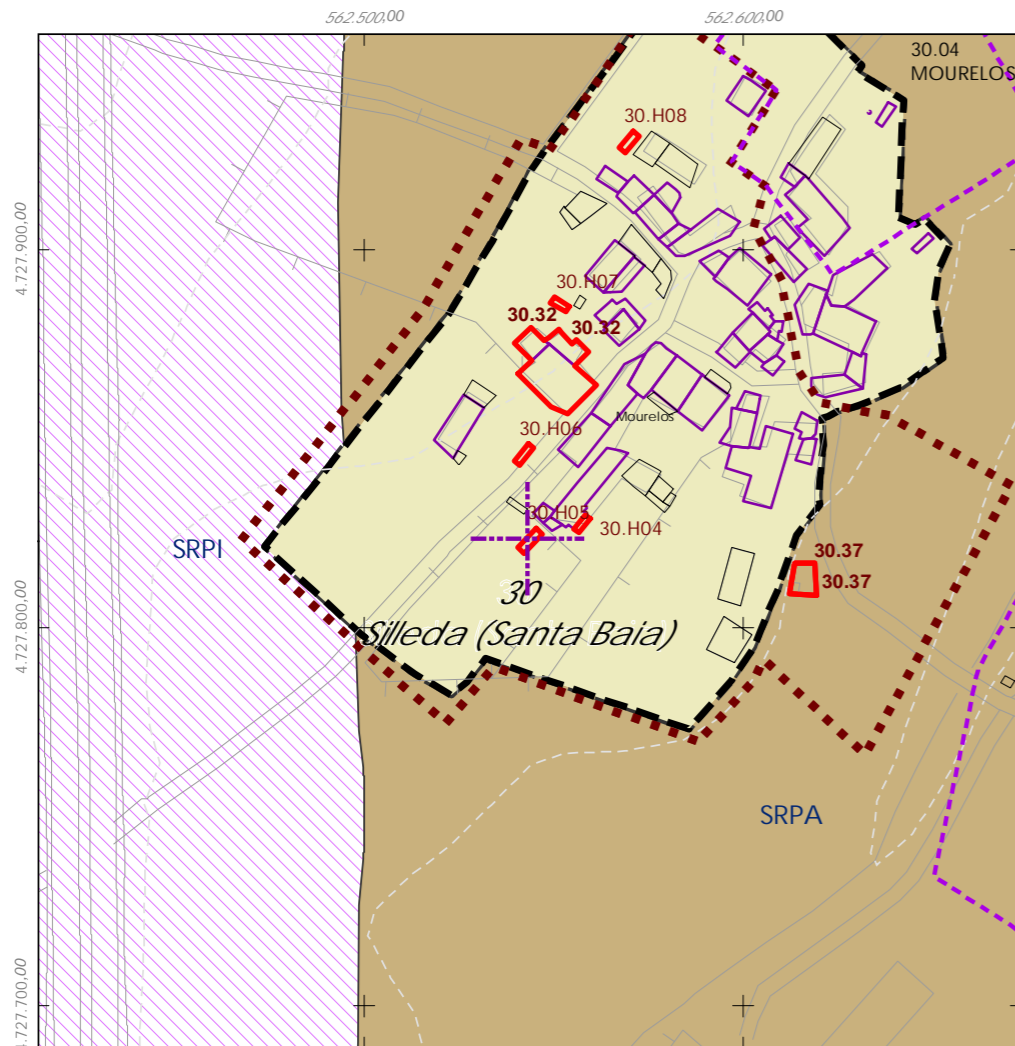 562.500,00
562.600,00
30.04
MOURELOS
30.H08
4.727.900,00
30.H07
30.32
30.32
Mourelos
30.H06
30.H05
30.H04
SRPI
30.37
30.37
30
Silleda (Santa Baia)
4.727.800,00
SRPA
4.727.700,00